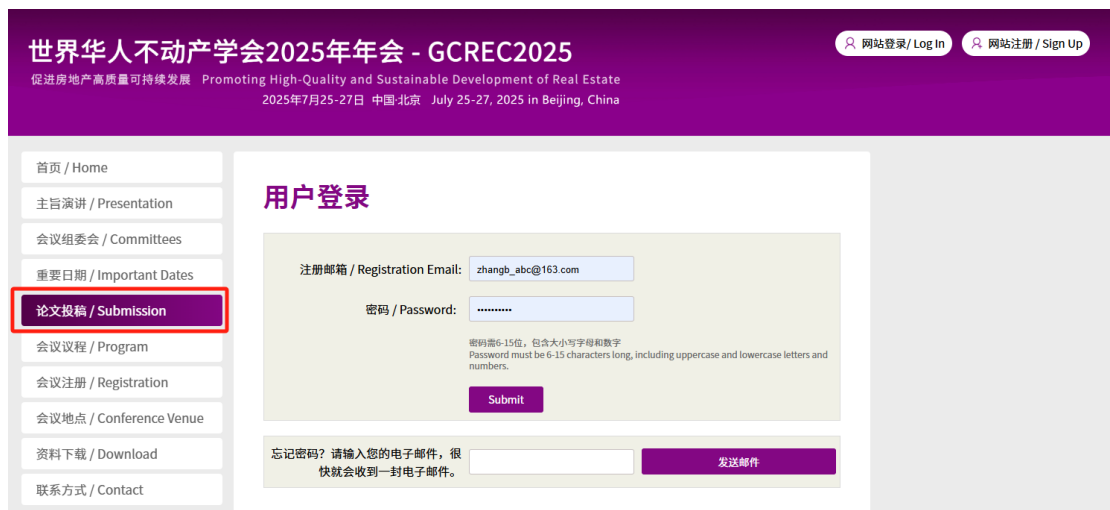 世界华人不动产学会2025年年会 - GCREC2025
促进房地产高质量可持续发展 Promoting High-Quality and Sustainable Development of Real Estate
2025年7月25-27日 中国·北京 July 25-27, 2025 in Beijing, China
网站登录/ Log In
网站注册 / Sign Up
首页 / Home
主旨演讲 / Presentation
会议组委会 / Committees
重要日期 / Important Dates
论文投稿 / Submission
会议议程 / Program
会议注册 / Registration
会议地点 / Conference Venue
资料下载 / Download
联系方式 / Contact
用户登录
注册邮箱 / Registration Email: zhangb_abc@163.com
密码 / Password: ··········
密码需6-15位，包含大小写字母和数字
Password must be 6-15 characters long, including uppercase and lowercase letters and
numbers.
Submit
忘记密码？请输入您的电子邮件，很
快就会收到一封电子邮件。
发送邮件